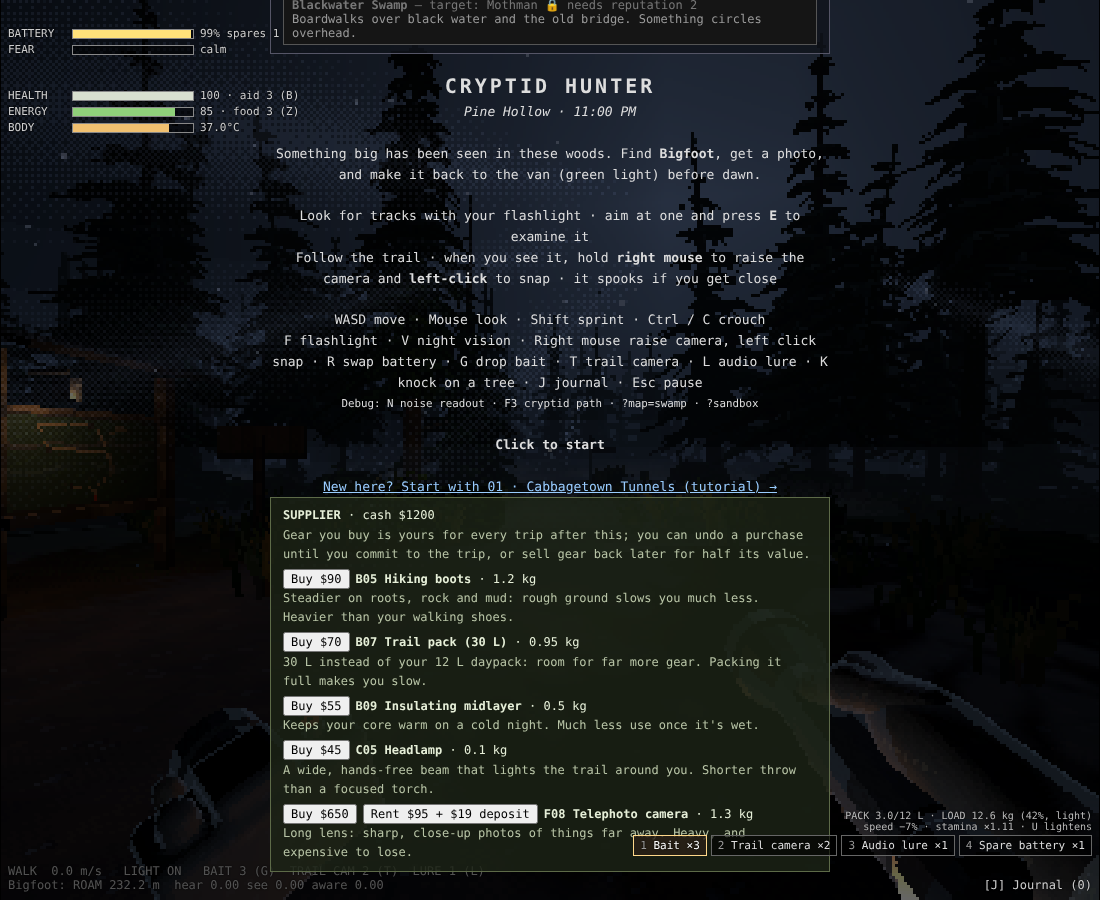 Blackwater Swamp — target: Mothman 🔒 needs reputation 2
Boardwalks over black water and the old bridge. Something circles
overhead.
BATTERY 99% spares 1
FEAR calm
HEALTH 100 · aid 3 (B)
ENERGY 85 · food 3 (Z)
BODY 37.0°C
CRYPTID HUNTER
Pine Hollow · 11:00 PM
Something big has been seen in these woods. Find Bigfoot, get a photo,
and make it back to the van (green light) before dawn.
Look for tracks with your flashlight · aim at one and press E to
examine it
Follow the trail · when you see it, hold right mouse to raise the
camera and left-click to snap · it spooks if you get close
WASD move · Mouse look · Shift sprint · Ctrl / C crouch
F flashlight · V night vision · Right mouse raise camera, left click
snap · R swap battery · G drop bait · T trail camera · L audio lure · K
knock on a tree · J journal · Esc pause
Debug: N noise readout · F3 cryptid path · ?map=swamp · ?sandbox
Click to start
New here? Start with 01 · Cabbagetown Tunnels (tutorial) →
SUPPLIER · cash $1200
Gear you buy is yours for every trip after this; you can undo a purchase
until you commit to the trip, or sell gear back later for half its value.
Buy $90 B05 Hiking boots · 1.2 kg
Steadier on roots, rock and mud: rough ground slows you much less.
Heavier than your walking shoes.
Buy $70 B07 Trail pack (30 L) · 0.95 kg
30 L instead of your 12 L daypack: room for far more gear. Packing it
full makes you slow.
Buy $55 B09 Insulating midlayer · 0.5 kg
Keeps your core warm on a cold night. Much less use once it's wet.
Buy $45 C05 Headlamp · 0.1 kg
A wide, hands-free beam that lights the trail around you. Shorter throw
than a focused torch.
Buy $650 Rent $95 + $19 deposit F08 Telephoto camera · 1.3 kg
Long lens: sharp, close-up photos of things far away. Heavy, and
expensive to lose.
PACK 3.0/12 L · LOAD 12.6 kg (42%, light)
speed −7% · stamina ×1.11 · U lightens
1 Bait ×3 2 Trail camera ×2 3 Audio lure ×1 4 Spare battery ×1
WALK 0.0 m/s LIGHT ON BAIT 3 (G) TRAIL CAM 2 (T) LURE 1 (L)
Bigfoot: ROAM 232.2 m hear 0.00 see 0.00 aware 0.00
[J] Journal (0)